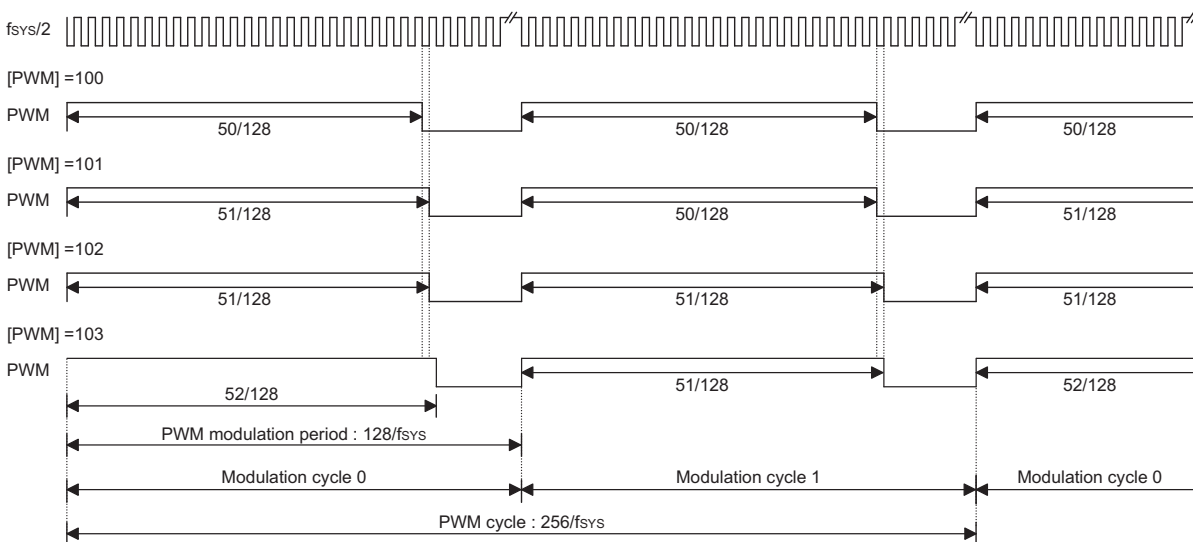 fSYS/2
[PWM] =100
PWM
50/128
50/128
50/128
[PWM] =101
PWM
51/128
50/128
51/128
[PWM] =102
PWM
51/128
51/128
51/128
[PWM] =103
PWM
52/128
51/128
52/128
PWM modulation period : 128/fSYS
Modulation cycle 0
Modulation cycle 1
Modulation cycle 0
PWM cycle : 256/fSYS